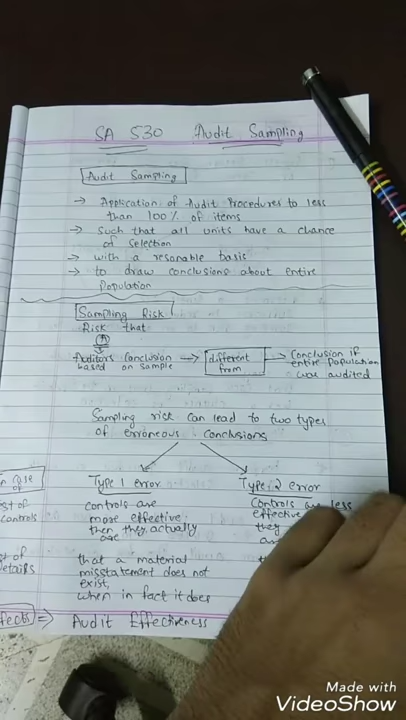 SA 530 Audit Sampling
Audit Sampling
→ Application of Audit Procedures to less
than 100% of items
→ Such that all units have a chance
of selection
→ with a resonable basis
→ to draw conclusions about entire
Population
Sampling Risk
Risk that
A
Auditors conclusion → different → Conclusion if
based on sample from entire Population
was audited
Sampling risk can lead to two types
of erroneous conclusions
Type 1 error Type 2 error
controls are Controls are less
more effective effective
then they actually they
are
that a material
misstatement does not
exist,
when in fact it does
⇒ Audit Effectiveness
Made with
VideoShow